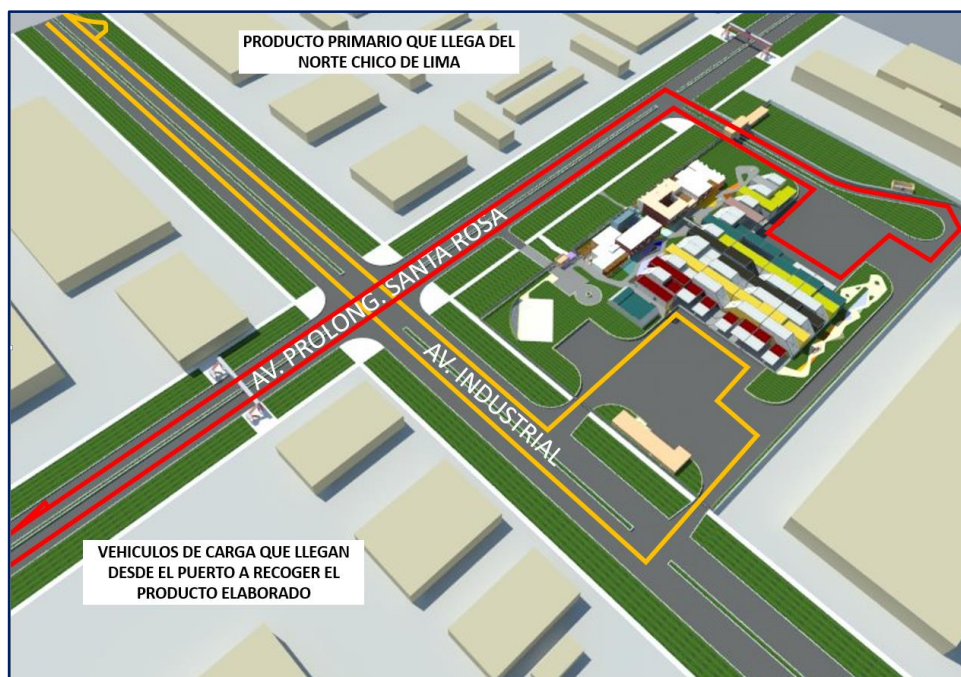 PRODUCTO PRIMARIO QUE LLEGA DEL
NORTE CHICO DE LIMA
AV. PROLONG. SANTA ROSA
AV. INDUSTRIAL
VEHICULOS DE CARGA QUE LLEGAN
DESDE EL PUERTO A RECOGER EL
PRODUCTO ELABORADO